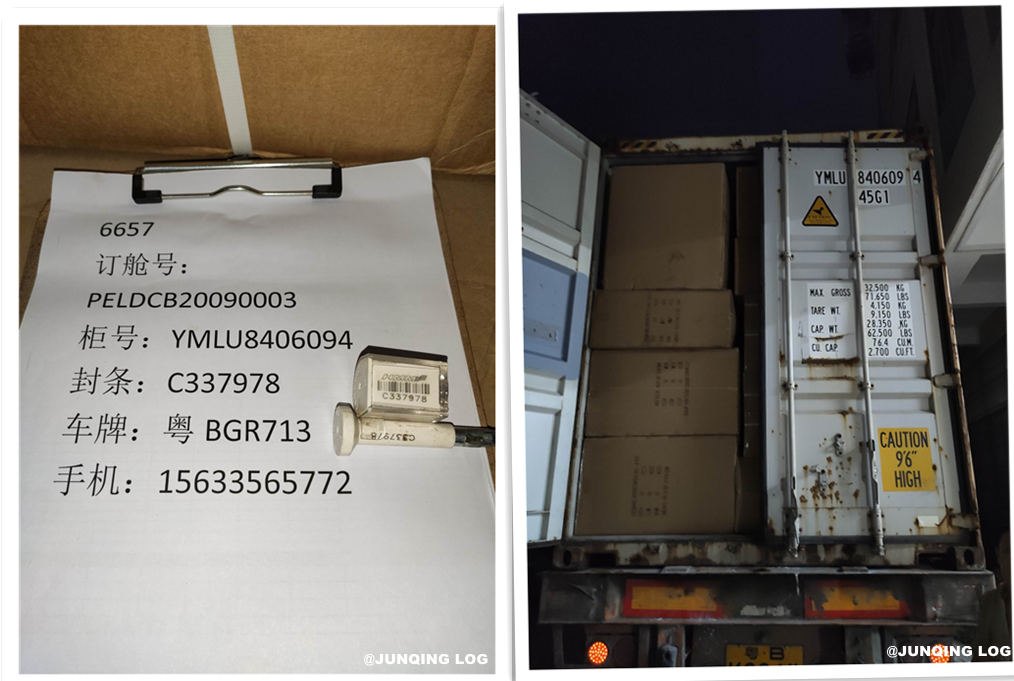 6657
订舱号：
PELDCB20090003
柜号：YMLU8406094
封条：C337978
C337978
C337978
车牌：粤 BGR713
手机：15633565772
@JUNQING LOG
YMLU 840609 4
45G1
MAX. GROSS 32.500 KG
71.650 LBS
TARE WT. 4.150 KG
9.150 LBS
CAP. WT. 28.350 KG
62.500 LBS
CU. CAP. 76.4 CU.M.
2.700 CU.FT.
CAUTION
9'6"
HIGH
粤·B
@JUNQING LOG